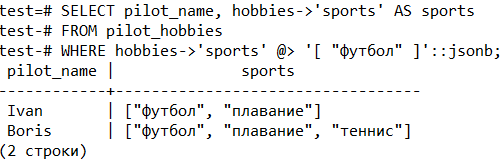 test=# SELECT pilot_name, hobbies->'sports' AS sports
test-# FROM pilot_hobbies
test-# WHERE hobbies->'sports' @> '[ "футбол" ]'::jsonb;
 pilot_name |              sports
------------+----------------------------------
 Ivan       | ["футбол", "плавание"]
 Boris      | ["футбол", "плавание", "теннис"]
(2 строки)